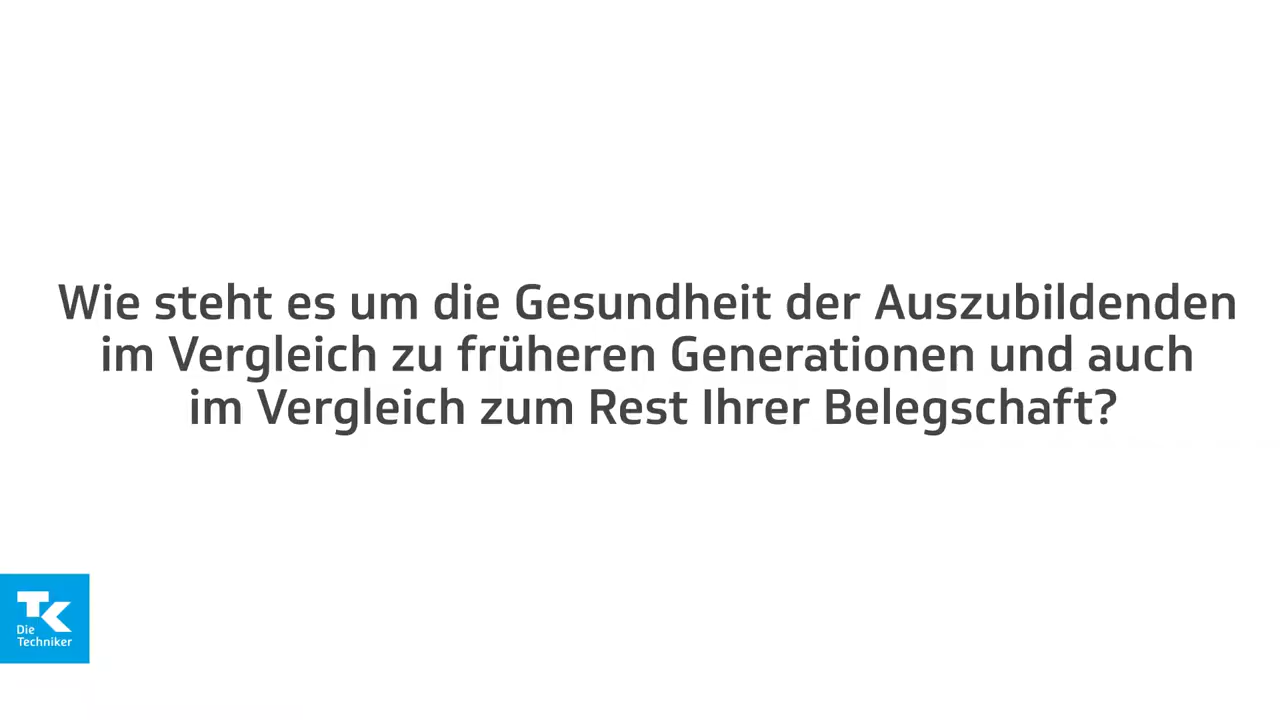 Wie steht es um die Gesundheit der Auszubildenden
im Vergleich zu früheren Generationen und auch
im Vergleich zum Rest Ihrer Belegschaft?
TK
Die
Techniker